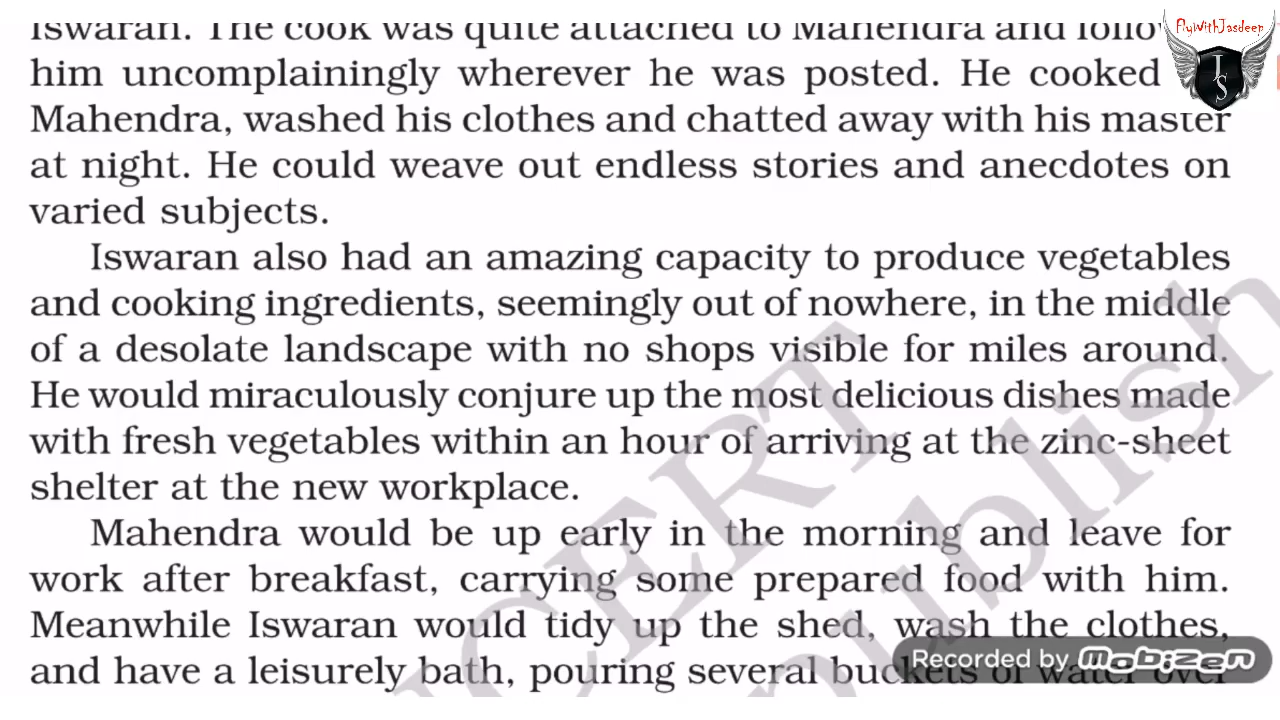 Iswaran. The cook was quite attached to Mahendra and
him uncomplainingly wherever he was posted. He cooked
Mahendra, washed his clothes and chatted away with his master
at night. He could weave out endless stories and anecdotes on
varied subjects.
Iswaran also had an amazing capacity to produce vegetables
and cooking ingredients, seemingly out of nowhere, in the middle
of a desolate landscape with no shops visible for miles around.
He would miraculously conjure up the most delicious dishes made
with fresh vegetables within an hour of arriving at the zinc-sheet
shelter at the new workplace.
Mahendra would be up early in the morning and leave for
work after breakfast, carrying some prepared food with him.
Meanwhile Iswaran would tidy up the shed, wash the clothes,
and have a leisurely bath, pouring several buckets of water over
FlyWithJasdeep
JS
Recorded by Mobizen